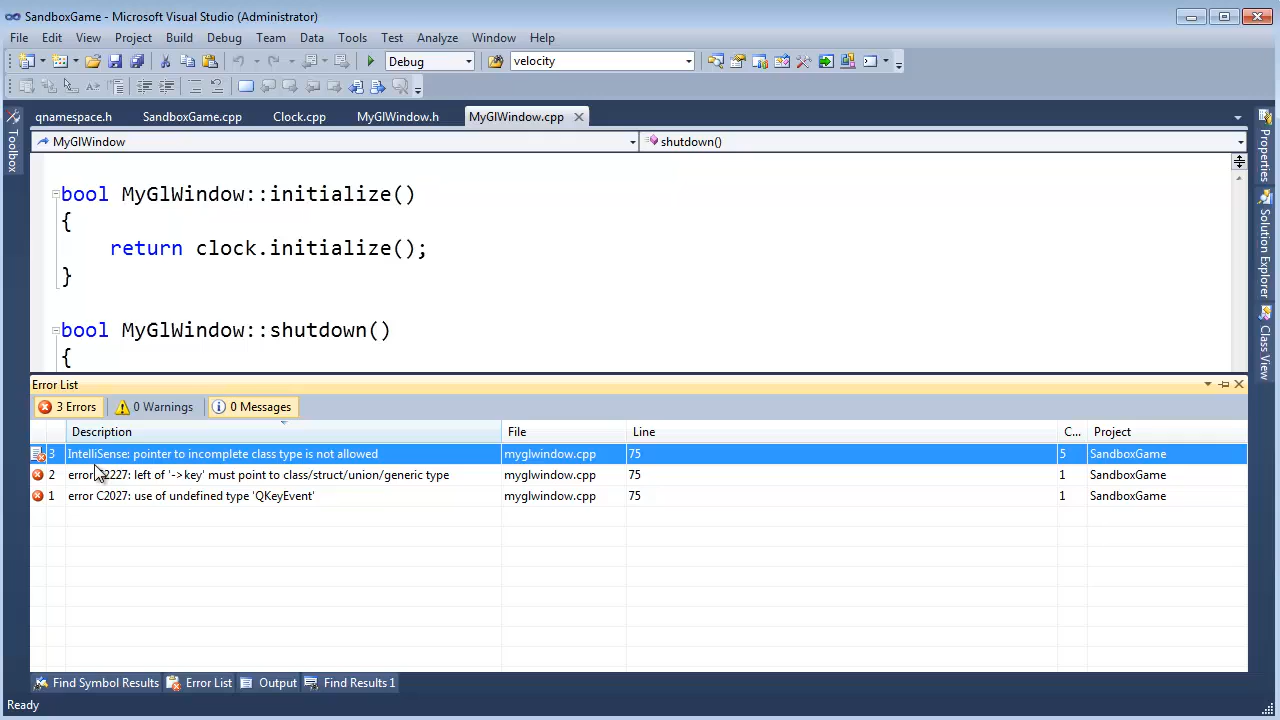 SandboxGame - Microsoft Visual Studio (Administrator)
File Edit View Project Build Debug Team Data Tools Test Analyze Window Help
Debug velocity
qnamespace.h SandboxGame.cpp Clock.cpp MyGlWindow.h MyGlWindow.cpp
MyGlWindow shutdown()
Toolbox
Properties
Solution Explorer
Class View
bool MyGlWindow::initialize()
{
return clock.initialize();
}
bool MyGlWindow::shutdown()
{
Error List
3 Errors 0 Warnings 0 Messages
Description File Line C... Project
3 IntelliSense: pointer to incomplete class type is not allowed myglwindow.cpp 75 5 SandboxGame
2 error C2227: left of '->key' must point to class/struct/union/generic type myglwindow.cpp 75 1 SandboxGame
1 error C2027: use of undefined type 'QKeyEvent' myglwindow.cpp 75 1 SandboxGame
Find Symbol Results Error List Output Find Results 1
Ready